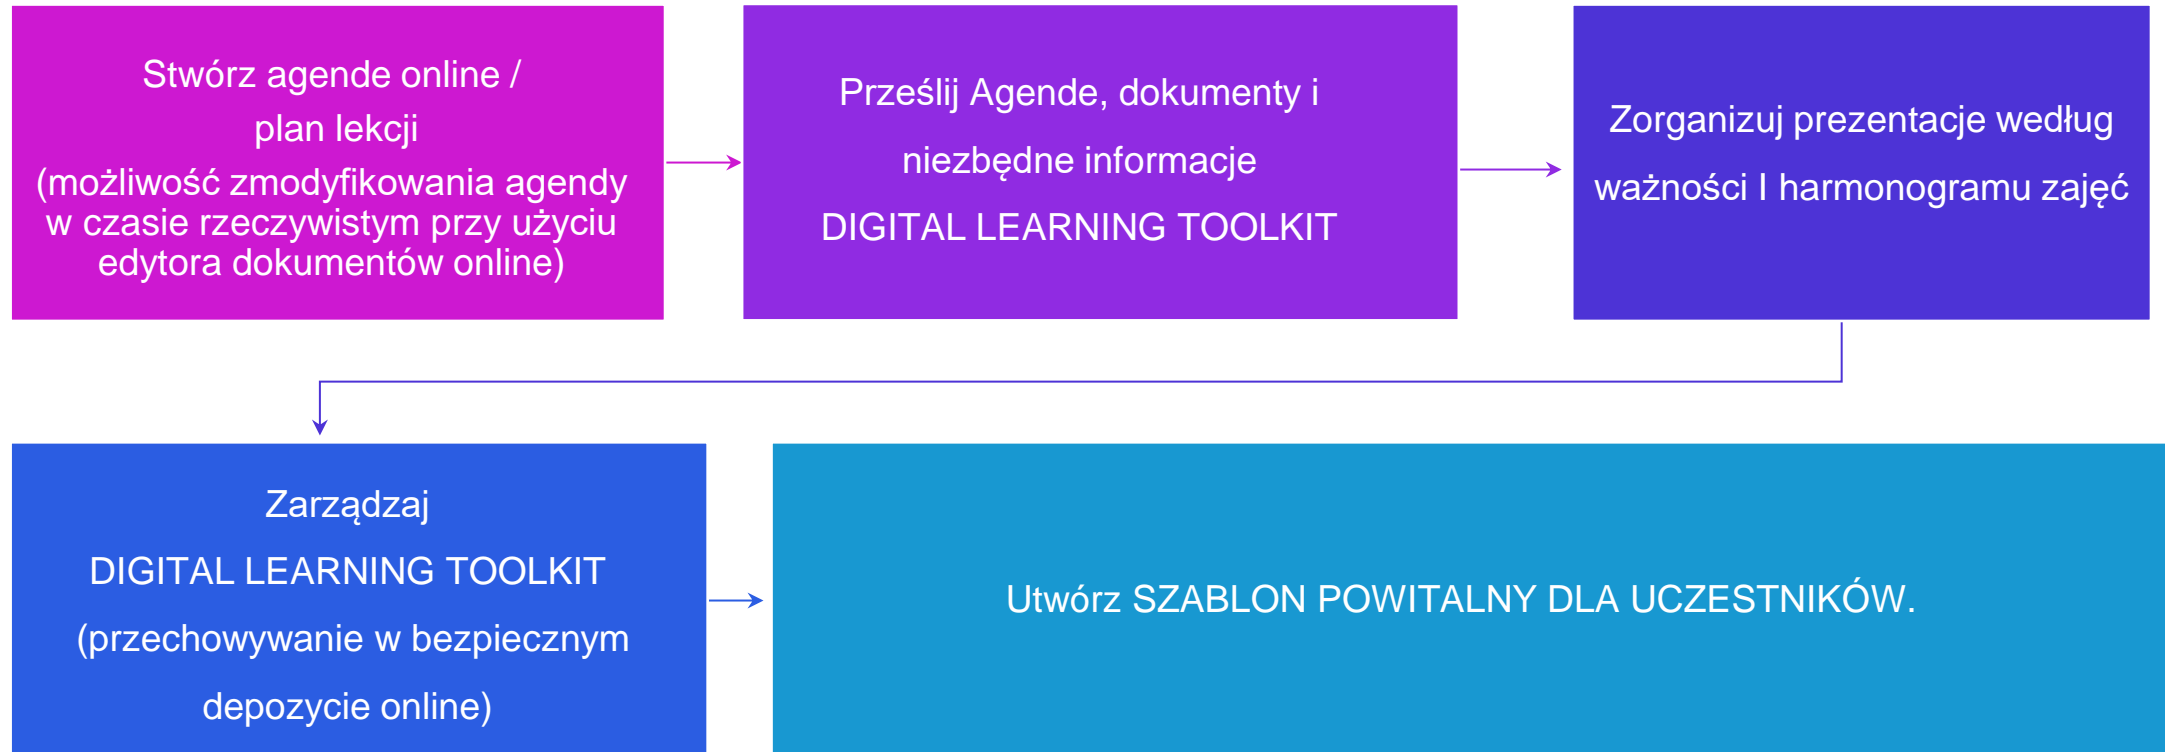 Stwórz agende online /
plan lekcji
(możliwość zmodyfikowania agendy
w czasie rzeczywistym przy użyciu
edytora dokumentów online)
Prześlij Agende, dokumenty i
niezbędne informacje
DIGITAL LEARNING TOOLKIT
Zorganizuj prezentacje według
ważności I harmonogramu zajęć
Zarządzaj
DIGITAL LEARNING TOOLKIT
(przechowywanie w bezpiecznym
depozycie online)
Utwórz SZABLON POWITALNY DLA UCZESTNIKÓW.